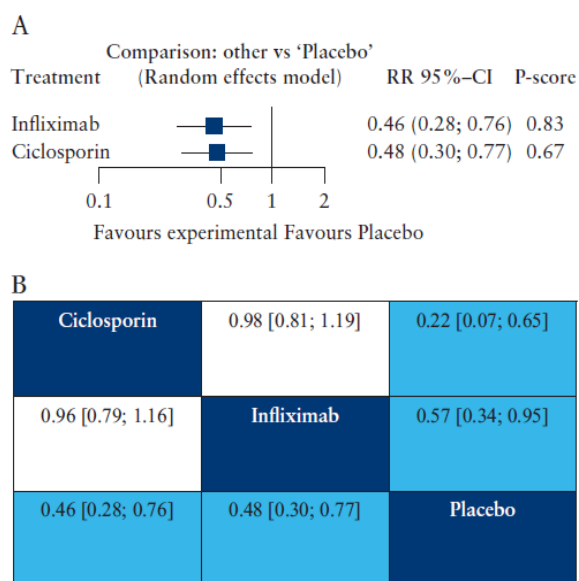 A
Comparison: other vs ‘Placebo’
Treatment (Random effects model) RR 95%–CI P-score
Infliximab 0.46 (0.28; 0.76) 0.83
Ciclosporin 0.48 (0.30; 0.77) 0.67
0.1 0.5 1 2
Favours experimental Favours Placebo
B
Ciclosporin 0.98 [0.81; 1.19] 0.22 [0.07; 0.65]
0.96 [0.79; 1.16] Infliximab 0.57 [0.34; 0.95]
0.46 [0.28; 0.76] 0.48 [0.30; 0.77] Placebo